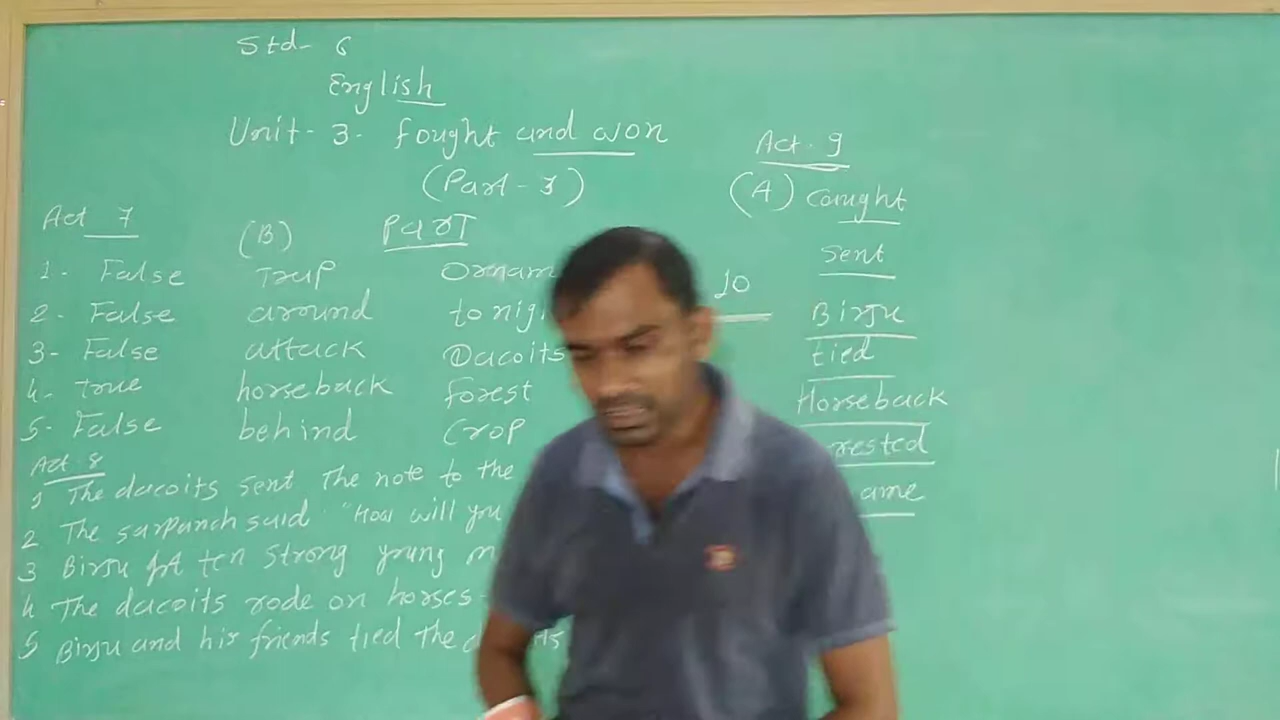 Std- 6
English
Unit- 3- fought and won
(Part-3)
Act 7
(B) PART
1- False Trap
2- False around
3- False attack Dacoits
4- true horseback forest
5- False behind crop
Act 8
1 The dacoits sent The note to the
2 The sarpanch said "How will you
3 Birju ten strong young
4 The dacoits rode on horses-
5 Birju and his friends tied the
10
Act- 9
(A) Caught
Sent
Birju
tied
Horseback